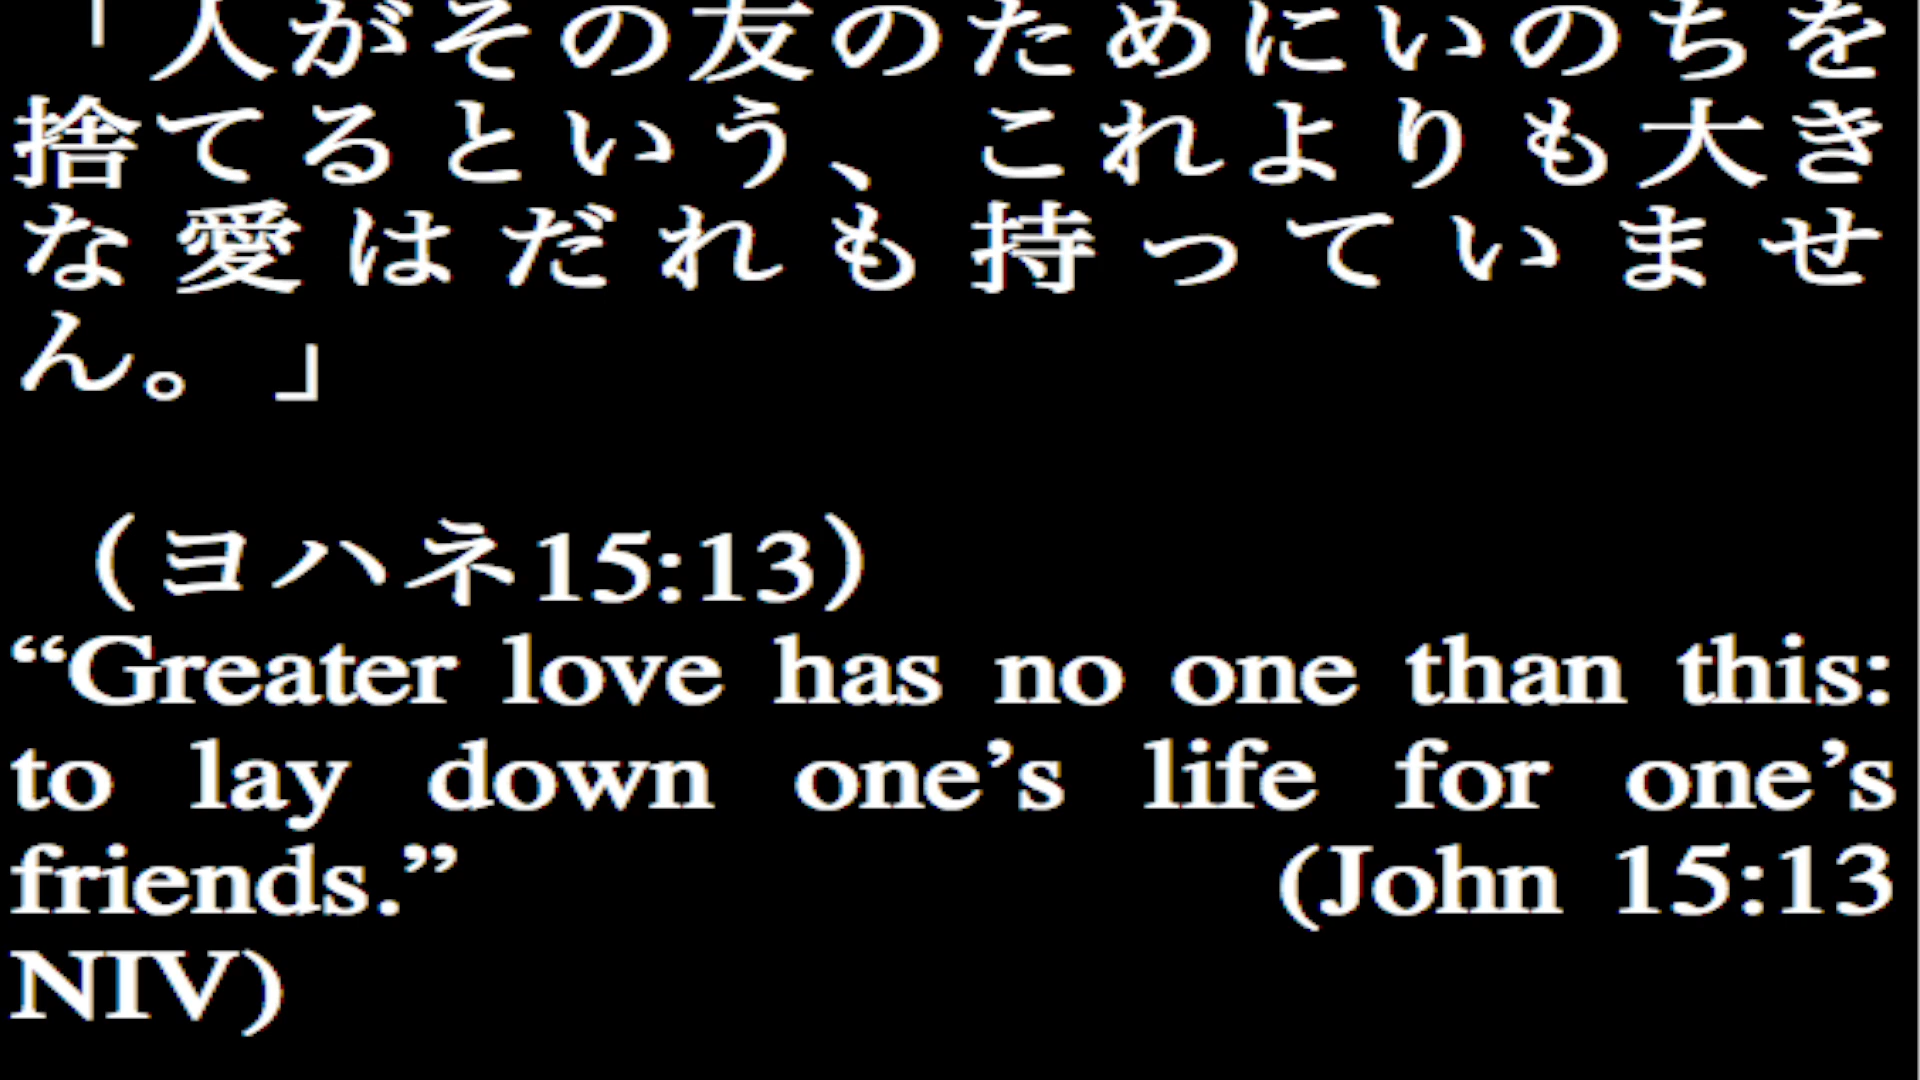 「人がその友のためにいのちを
捨てるという、これよりも大き
な愛はだれも持っていませ
ん。」
（ヨハネ15:13）
“Greater love has no one than this:
to lay down one’s life for one’s
friends.” (John 15:13
NIV)